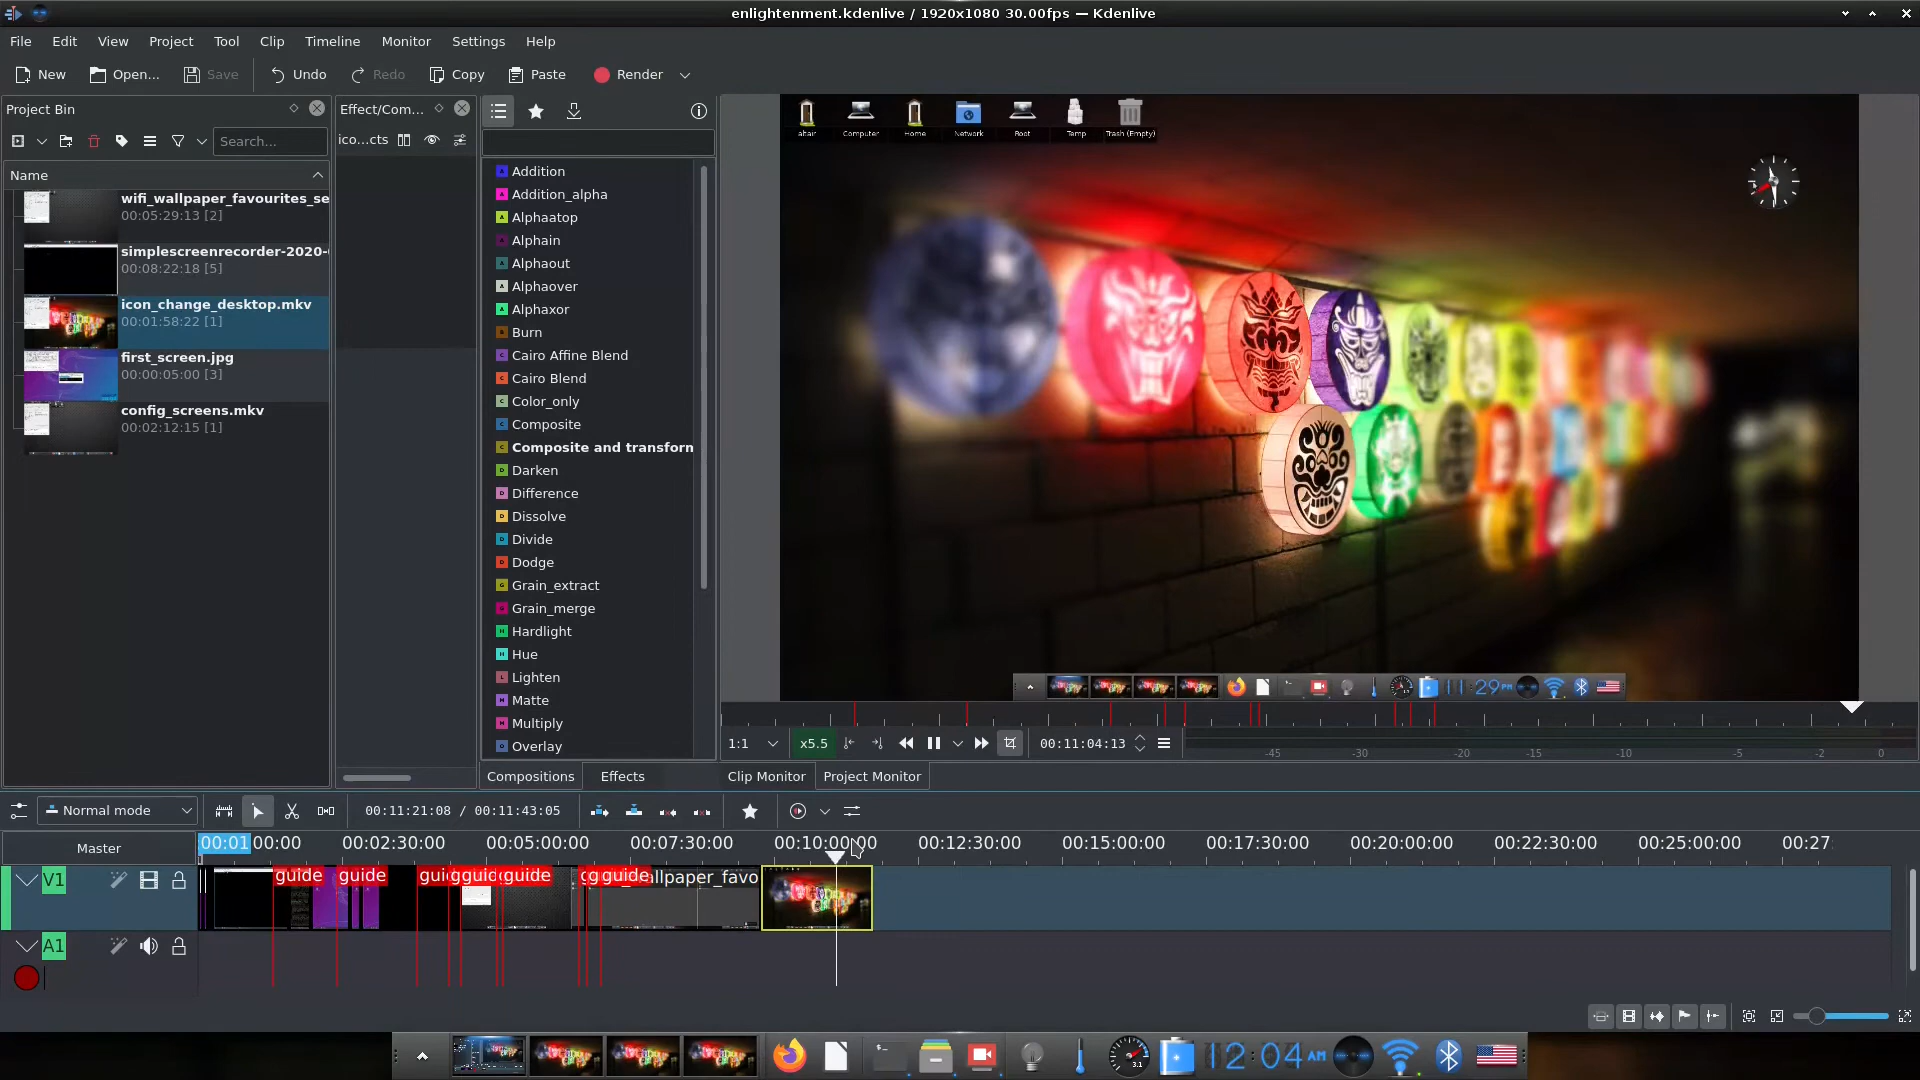 enlightenment.kdenlive / 1920x1080 30.00fps — Kdenlive
File Edit View Project Tool Clip Timeline Monitor Settings Help
New Open... Save Undo Redo Copy Paste Render
Project Bin
Effect/Com...
Search...
ico...cts
Name
wifi_wallpaper_favourites_se
00:05:29:13 [2]
simplescreenrecorder-2020-
00:08:22:18 [5]
icon_change_desktop.mkv
00:01:58:22 [1]
first_screen.jpg
00:00:05:00 [3]
config_screens.mkv
00:02:12:15 [1]
Addition
Addition_alpha
Alphaatop
Alphain
Alphaout
Alphaover
Alphaxor
Burn
Cairo Affine Blend
Cairo Blend
Color_only
Composite
Composite and transform
Darken
Difference
Dissolve
Divide
Dodge
Grain_extract
Grain_merge
Hardlight
Hue
Lighten
Matte
Multiply
Overlay
Compositions Effects
altair Computer Home Network Root Temp Trash (Empty)
11:29PM
1:1 x5.5 00:11:04:13
-45 -30 -20 -15 -10 -5 -2 0
Clip Monitor Project Monitor
Normal mode 00:11:21:08 / 00:11:43:05
Master
00:01 00:00 00:02:30:00 00:05:00:00 00:07:30:00 00:10:00:00 00:12:30:00 00:15:00:00 00:17:30:00 00:20:00:00 00:22:30:00 00:25:00:00 00:27
V1
guide guide guide guide allpaper_favo
A1
3.1
12:04AM